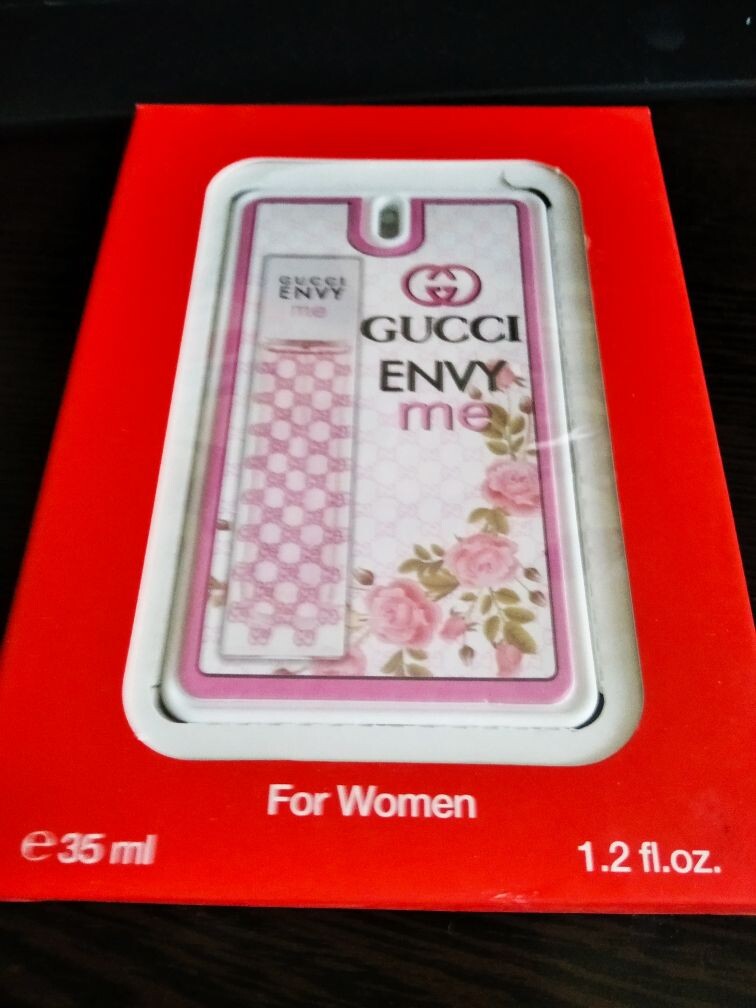 GUCCI
ENVY
me
GUCCI
ENVY
me
For Women
℮ 35 ml
1.2 fl.oz.